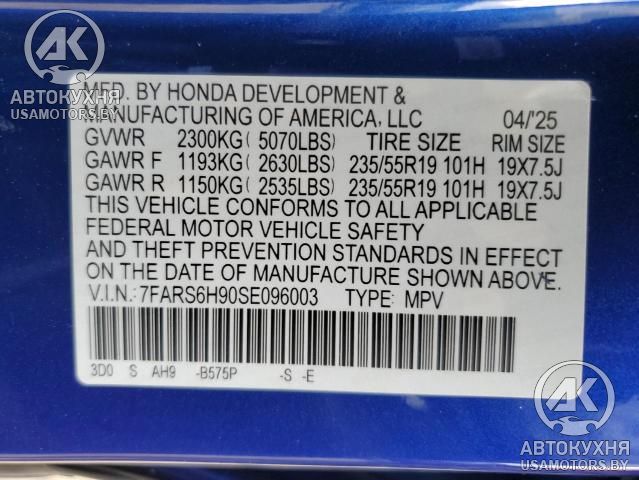 AK
АВТОКУХНЯ
USAMOTORS.BY
MFD. BY HONDA DEVELOPMENT &
MANUFACTURING OF AMERICA, LLC 04/'25
GVWR 2300KG( 5070LBS) TIRE SIZE RIM SIZE
GAWR F 1193KG( 2630LBS) 235/55R19 101H 19X7.5J
GAWR R 1150KG( 2535LBS) 235/55R19 101H 19X7.5J
THIS VEHICLE CONFORMS TO ALL APPLICABLE
FEDERAL MOTOR VEHICLE SAFETY
AND THEFT PREVENTION STANDARDS IN EFFECT
ON THE DATE OF MANUFACTURE SHOWN ABOVE.
V.I.N.:7FARS6H90SE096003 TYPE: MPV
3D0 S AH9 -B575P -S -E
AK
АВТОКУХНЯ
USAMOTORS.BY